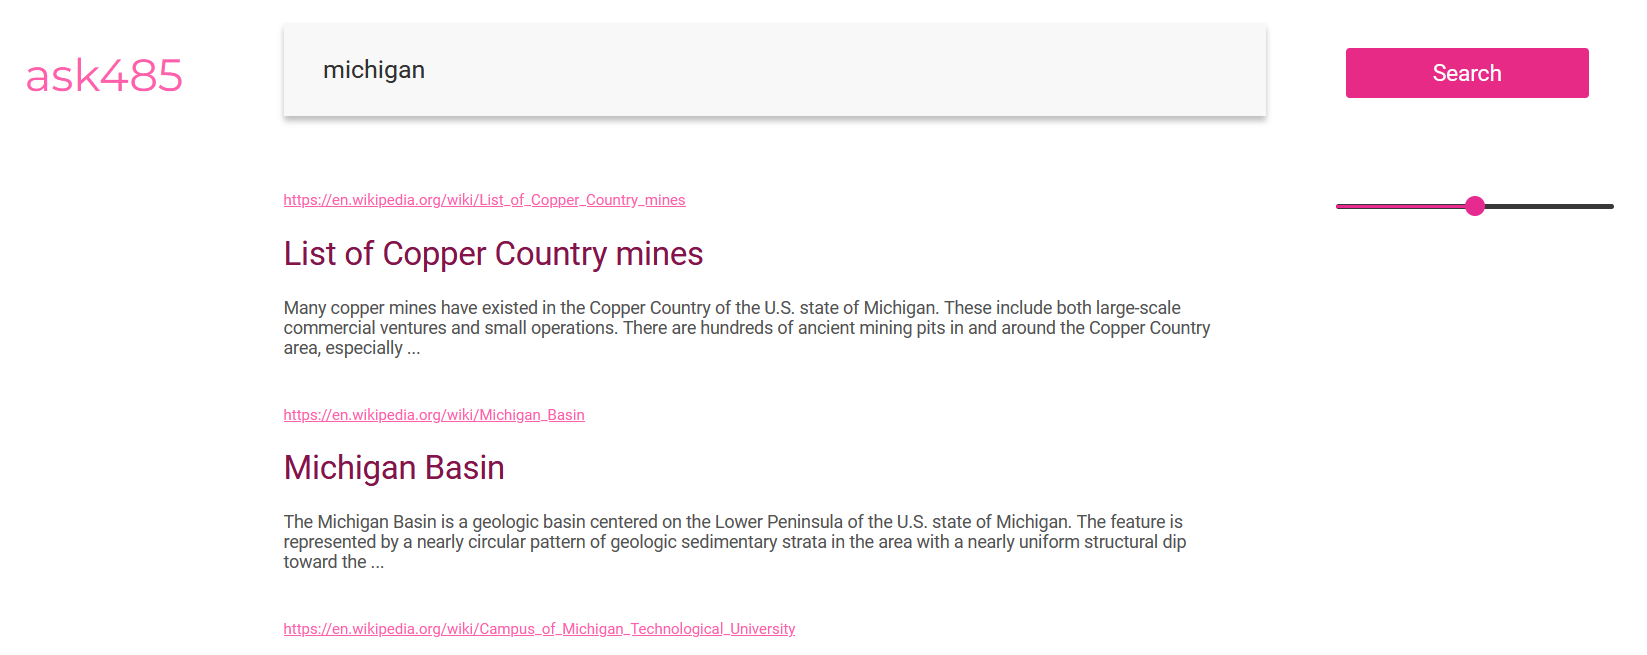 ask485
michigan
Search
https://en.wikipedia.org/wiki/List_of_Copper_Country_mines
List of Copper Country mines
Many copper mines have existed in the Copper Country of the U.S. state of Michigan. These include both large-scale
commercial ventures and small operations. There are hundreds of ancient mining pits in and around the Copper Country
area, especially ...
https://en.wikipedia.org/wiki/Michigan_Basin
Michigan Basin
The Michigan Basin is a geologic basin centered on the Lower Peninsula of the U.S. state of Michigan. The feature is
represented by a nearly circular pattern of geologic sedimentary strata in the area with a nearly uniform structural dip
toward the ...
https://en.wikipedia.org/wiki/Campus_of_Michigan_Technological_University